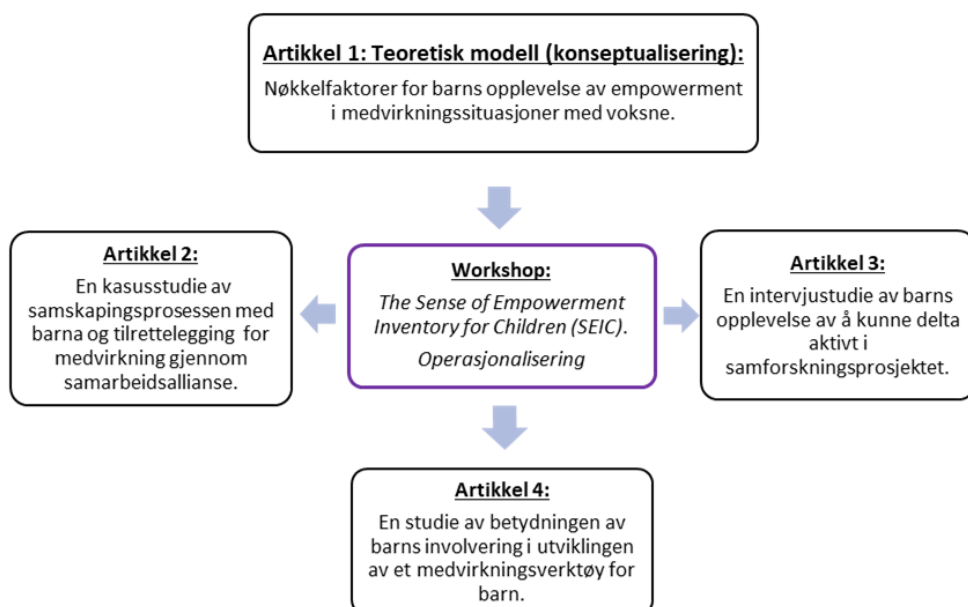 Artikkel 1: Teoretisk modell (konseptualisering):
Nøkkelfaktorer for barns opplevelse av empowerment
i medvirkningssituasjoner med voksne.
Artikkel 2:
En kasusstudie av
samskapingsprosessen med
barna og tilrettelegging for
medvirkning gjennom
samarbeidsallianse.
Workshop:
The Sense of Empowerment
Inventory for Children (SEIC).
Operasjonalisering
Artikkel 3:
En intervjustudie av barns
opplevelse av å kunne delta
aktivt i
samforskningsprosjektet.
Artikkel 4:
En studie av betydningen av
barns involvering i utviklingen
av et medvirkningsverktøy for
barn.